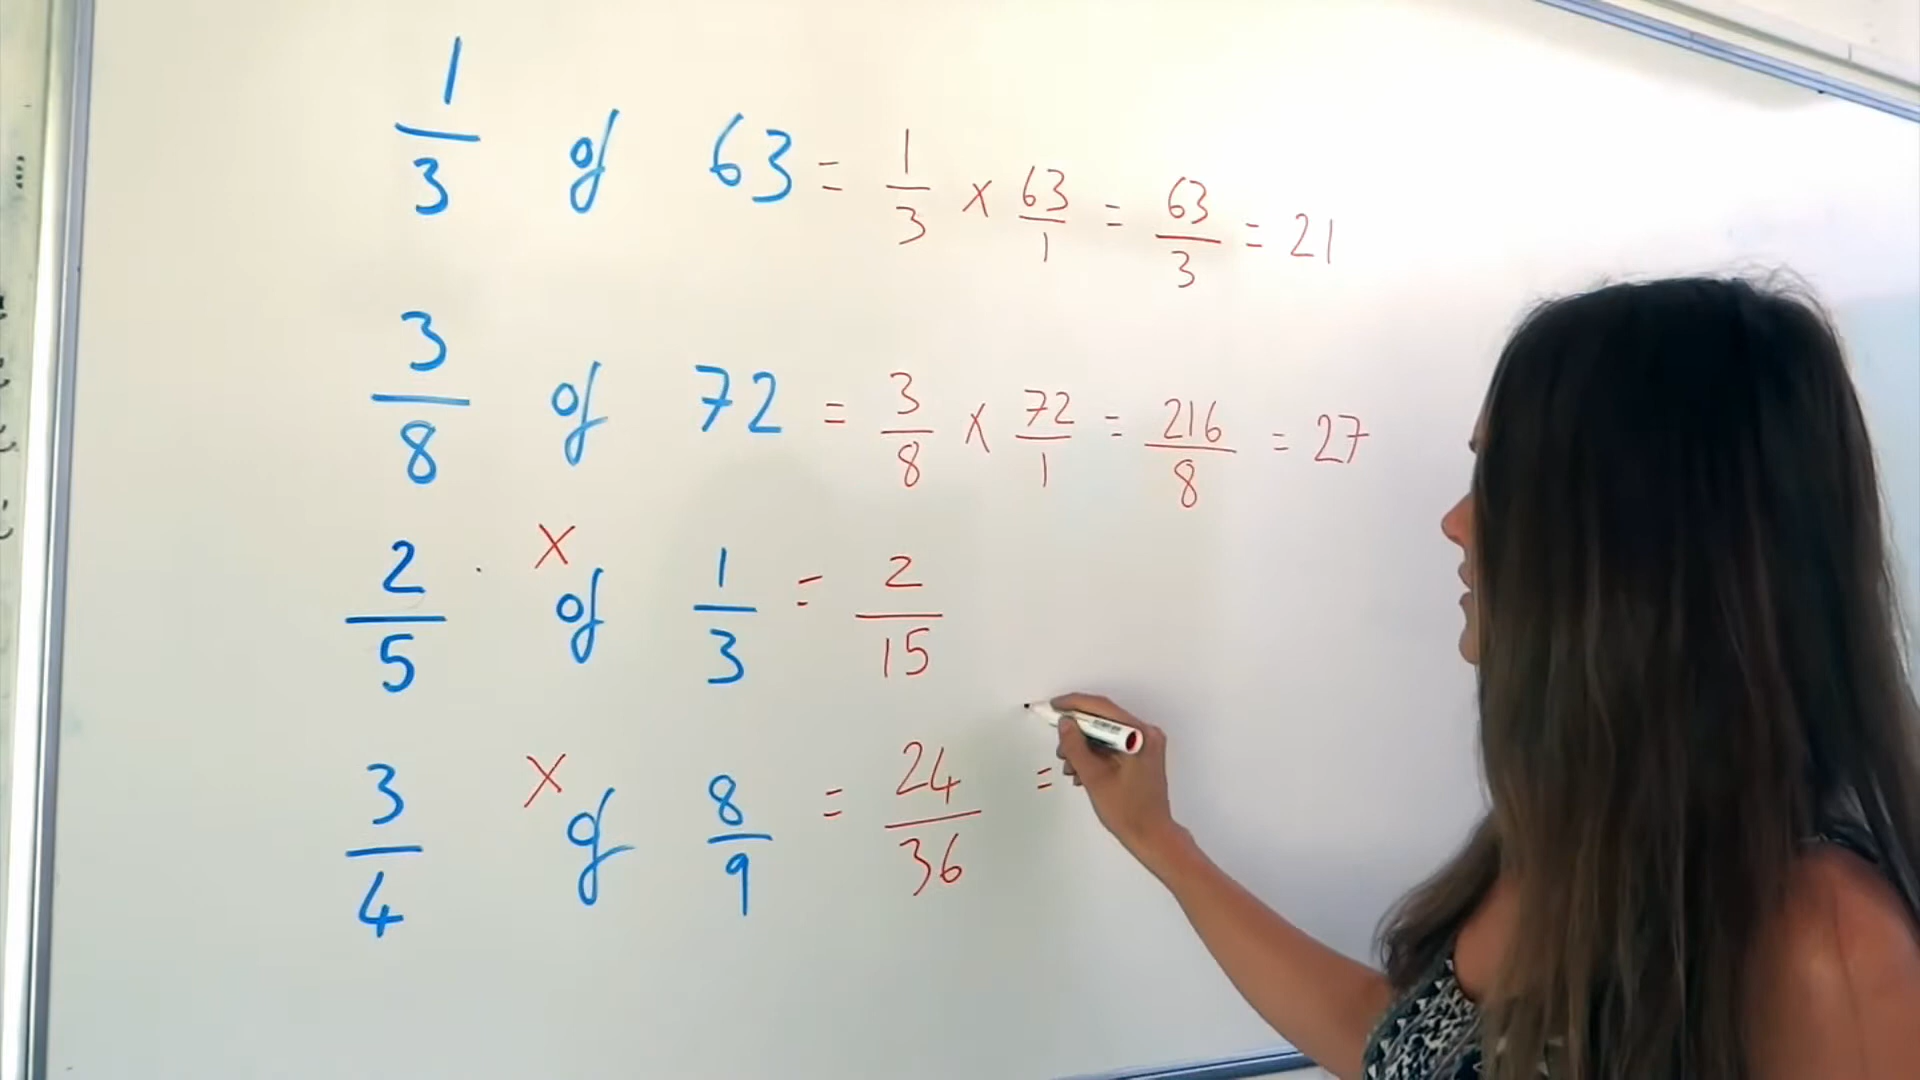 1/3 of 63 = 1/3 × 63/1 = 63/3 = 21
3/8 of 72 = 3/8 × 72/1 = 216/8 = 27
×
2/5 of 1/3 = 2/15
×
3/4 of 8/9 = 24/36 =